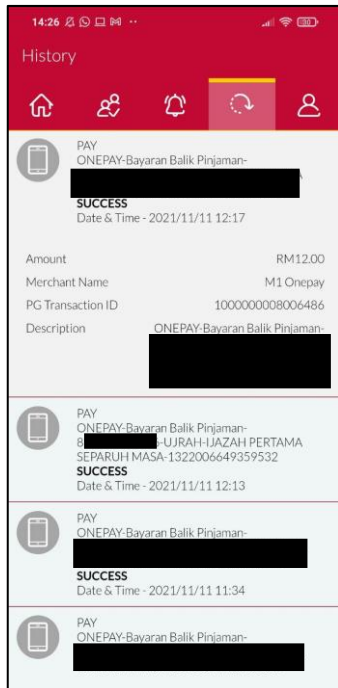 14:26
History
PAY
ONEPAY-Bayaran Balik Pinjaman-
SUCCESS
Date & Time - 2021/11/11 12:17
Amount RM12.00
Merchant Name M1 Onepay
PG Transaction ID 1000000008006486
Description ONEPAY-Bayaran Balik Pinjaman-
PAY
ONEPAY-Bayaran Balik Pinjaman-
8 -UJRAH-IJAZAH PERTAMA
SEPARUH MASA-1322006649359532
SUCCESS
Date & Time - 2021/11/11 12:13
PAY
ONEPAY-Bayaran Balik Pinjaman-
SUCCESS
Date & Time - 2021/11/11 11:34
PAY
ONEPAY-Bayaran Balik Pinjaman-